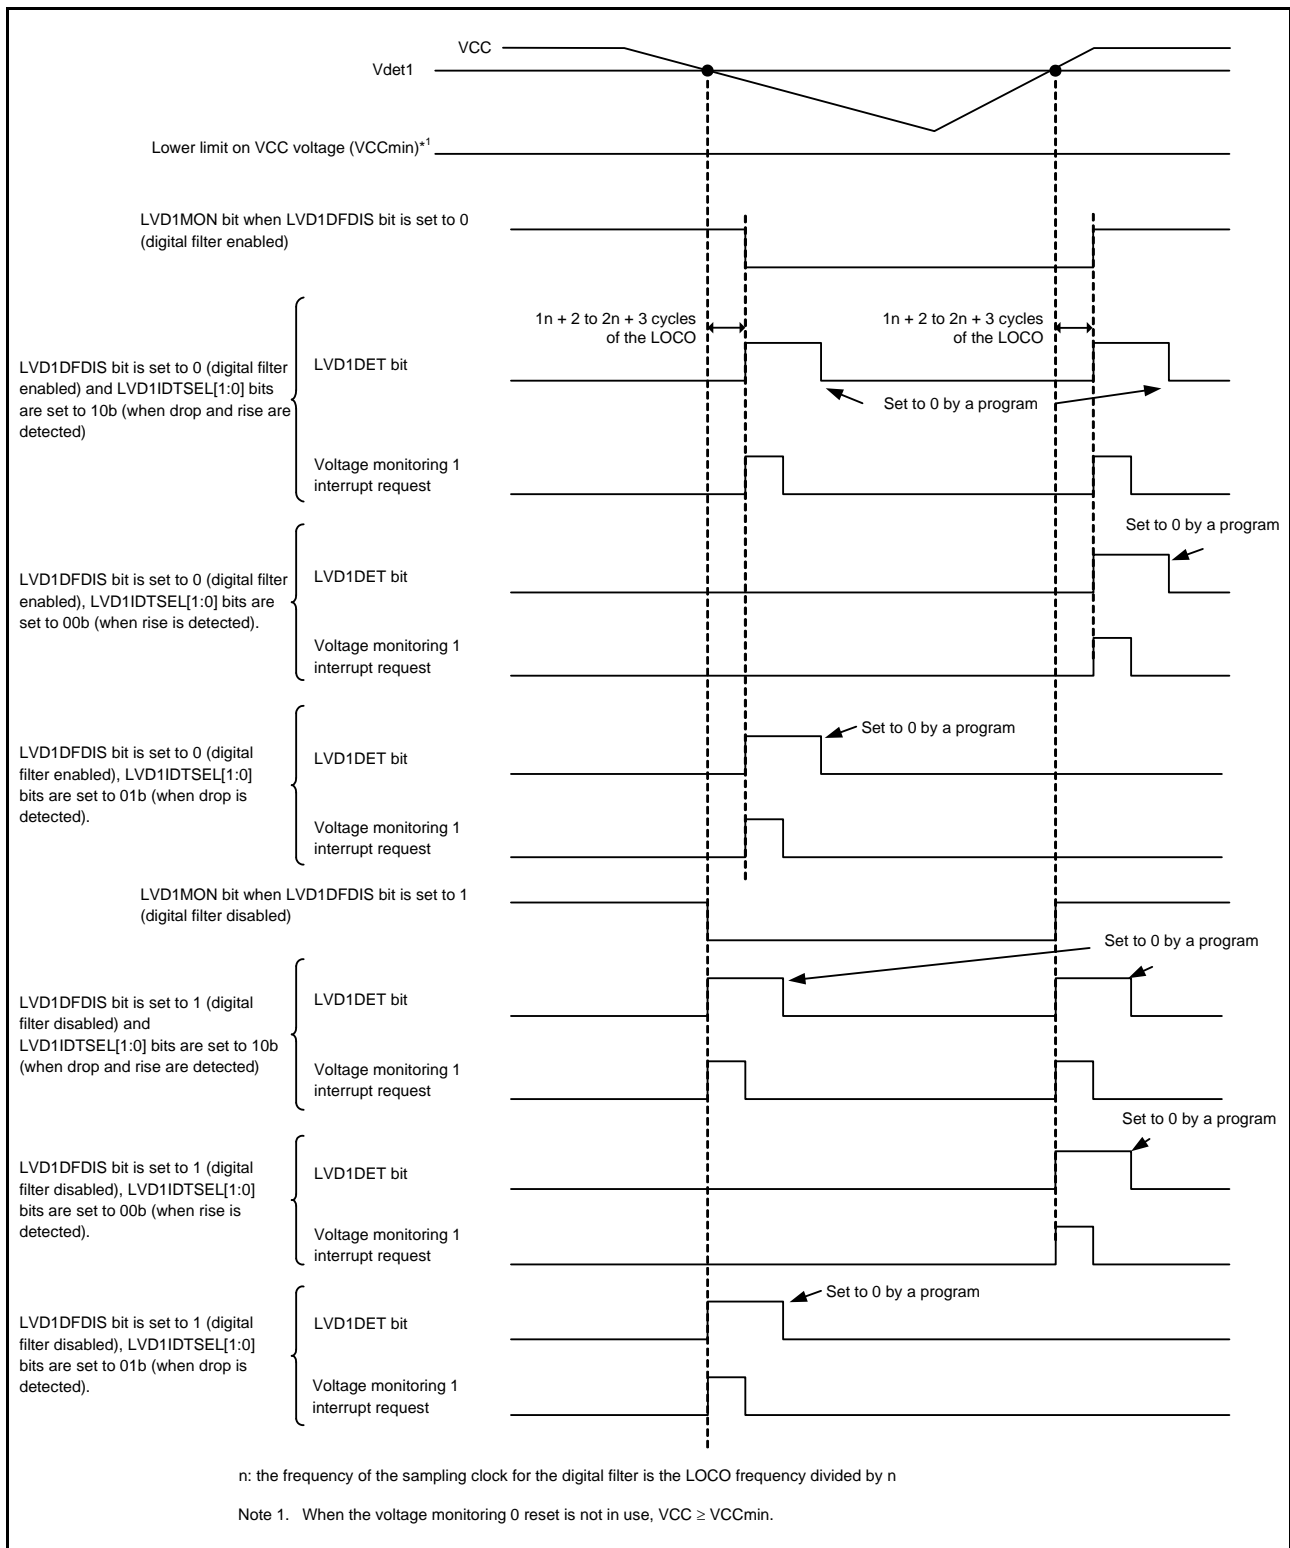 VCC
Vdet1
Lower limit on VCC voltage (VCCmin)*1
LVD1MON bit when LVD1DFDIS bit is set to 0
(digital filter enabled)
1n + 2 to 2n + 3 cycles
of the LOCO
1n + 2 to 2n + 3 cycles
of the LOCO
LVD1DFDIS bit is set to 0 (digital filter
enabled) and LVD1IDTSEL[1:0] bits
are set to 10b (when drop and rise are
detected)
LVD1DET bit
Set to 0 by a program
Voltage monitoring 1
interrupt request
Set to 0 by a program
LVD1DFDIS bit is set to 0 (digital filter
enabled), LVD1IDTSEL[1:0] bits are
set to 00b (when rise is detected).
LVD1DET bit
Voltage monitoring 1
interrupt request
Set to 0 by a program
LVD1DFDIS bit is set to 0 (digital
filter enabled), LVD1IDTSEL[1:0]
bits are set to 01b (when drop is
detected).
LVD1DET bit
Voltage monitoring 1
interrupt request
LVD1MON bit when LVD1DFDIS bit is set to 1
(digital filter disabled)
Set to 0 by a program
LVD1DFDIS bit is set to 1 (digital
filter disabled) and
LVD1IDTSEL[1:0] bits are set to 10b
(when drop and rise are detected)
LVD1DET bit
Voltage monitoring 1
interrupt request
Set to 0 by a program
LVD1DFDIS bit is set to 1 (digital
filter disabled), LVD1IDTSEL[1:0]
bits are set to 00b (when rise is
detected).
LVD1DET bit
Voltage monitoring 1
interrupt request
Set to 0 by a program
LVD1DFDIS bit is set to 1 (digital
filter disabled), LVD1IDTSEL[1:0]
bits are set to 01b (when drop is
detected).
LVD1DET bit
Voltage monitoring 1
interrupt request
n: the frequency of the sampling clock for the digital filter is the LOCO frequency divided by n
Note 1. When the voltage monitoring 0 reset is not in use, VCC ≥ VCCmin.